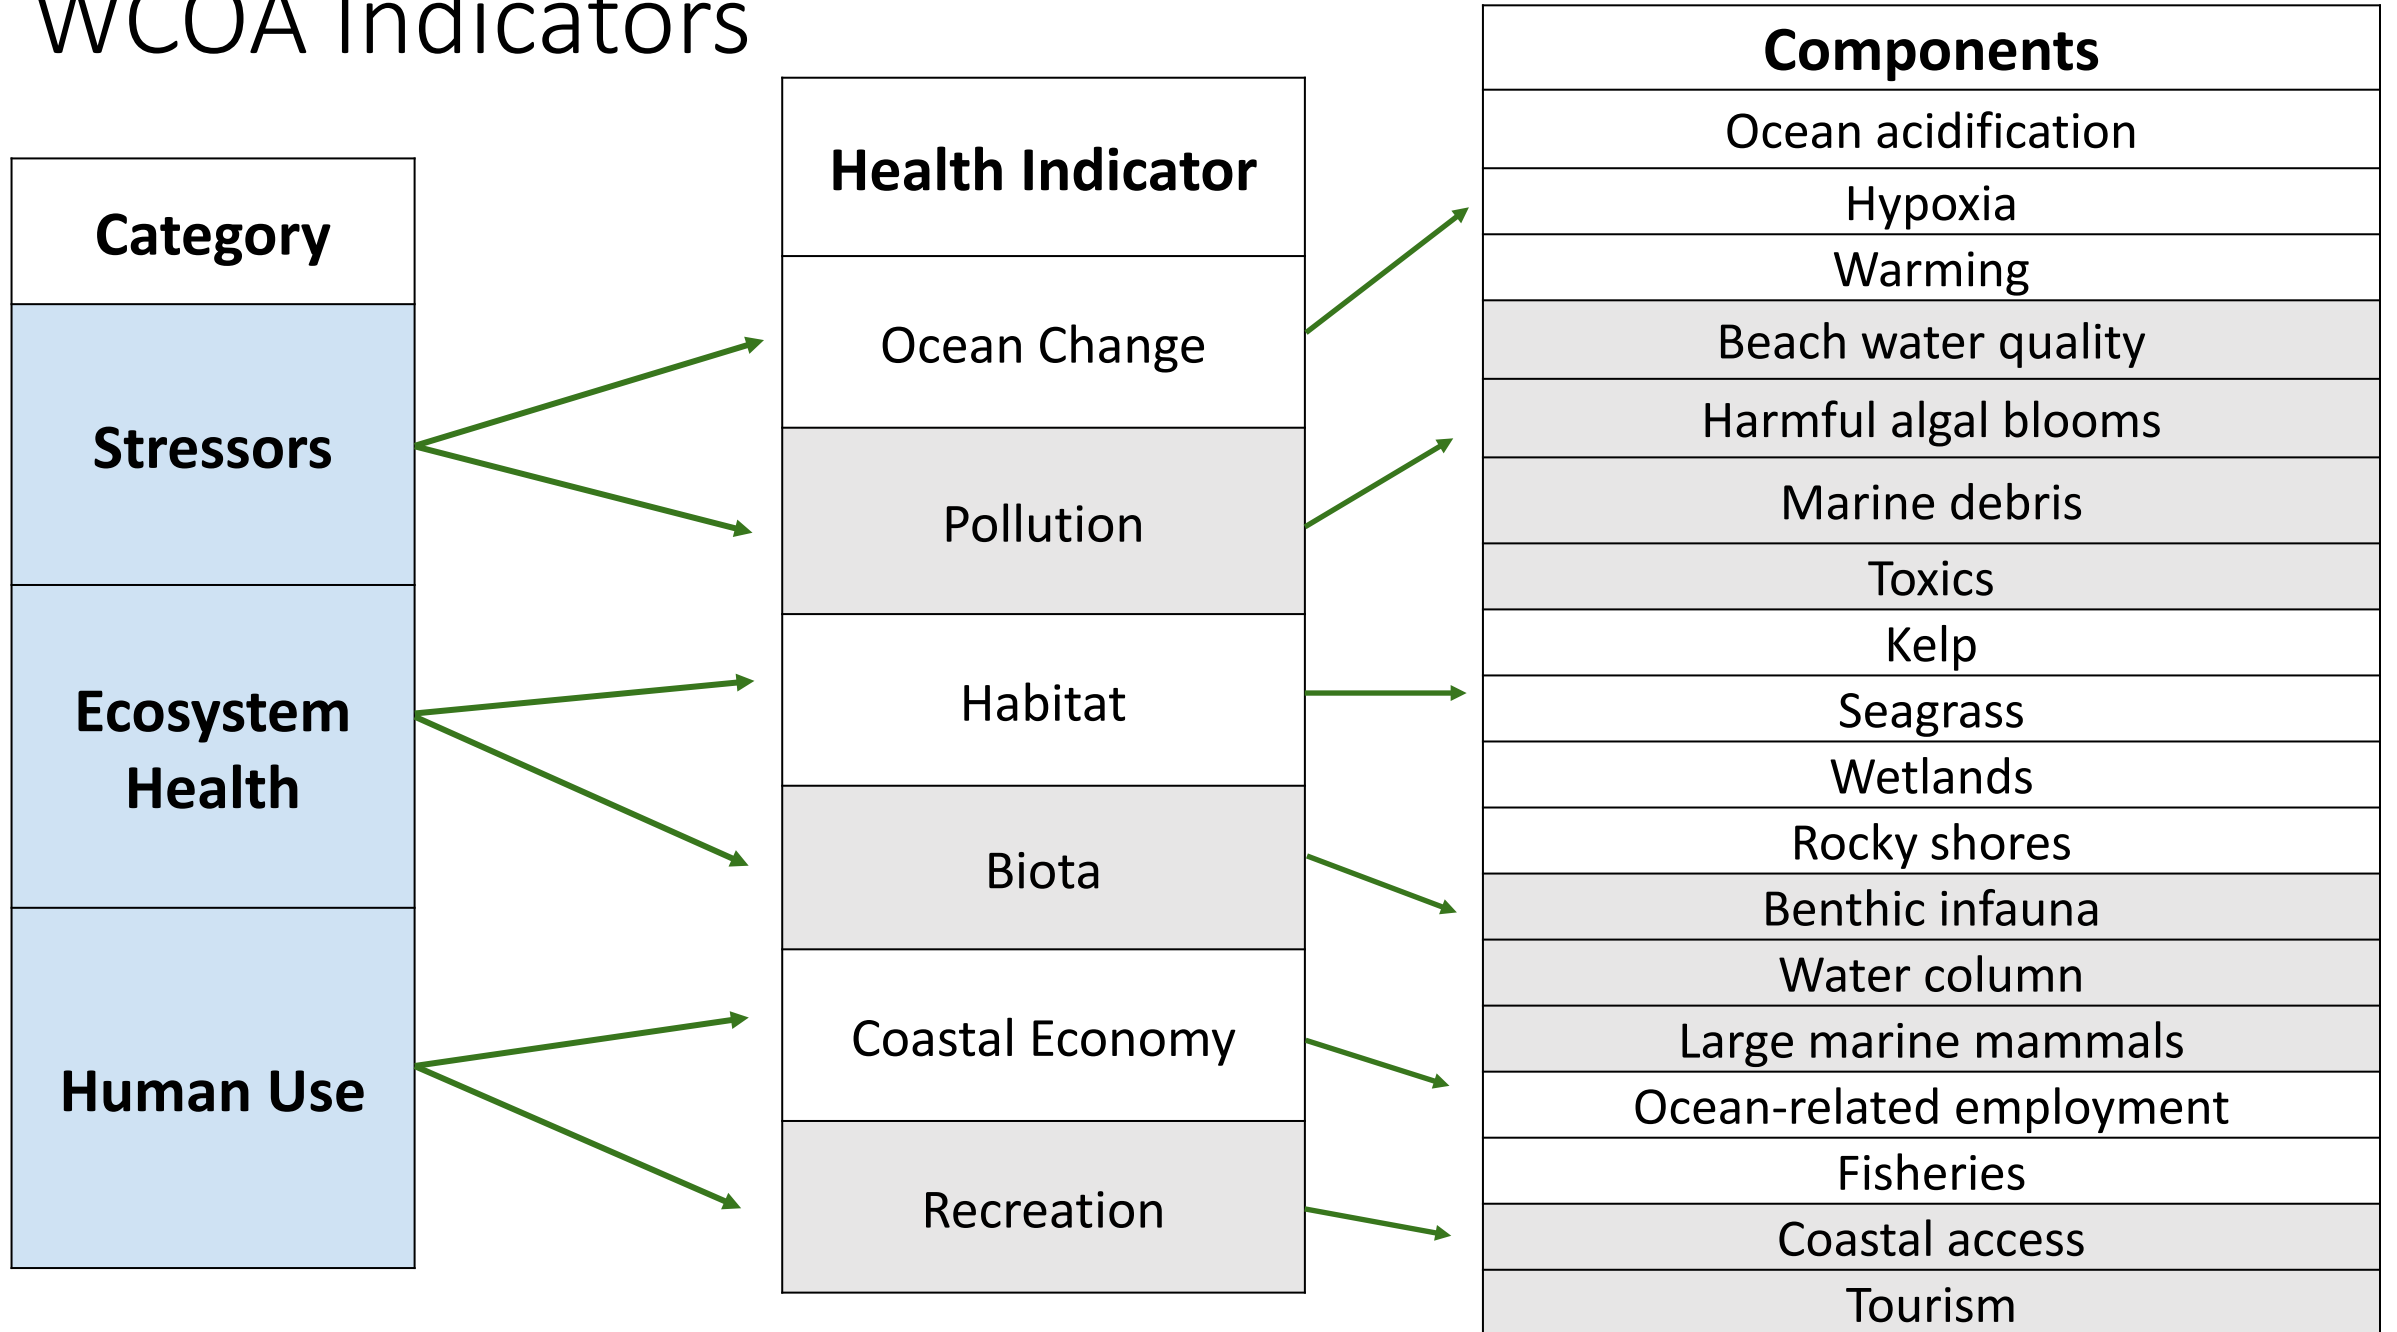 WCOA Indicators
Category
Stressors
Ecosystem
Health
Human Use
Health Indicator
Ocean Change
Pollution
Habitat
Biota
Coastal Economy
Recreation
Components
Ocean acidification
Hypoxia
Warming
Beach water quality
Harmful algal blooms
Marine debris
Toxics
Kelp
Seagrass
Wetlands
Rocky shores
Benthic infauna
Water column
Large marine mammals
Ocean-related employment
Fisheries
Coastal access
Tourism